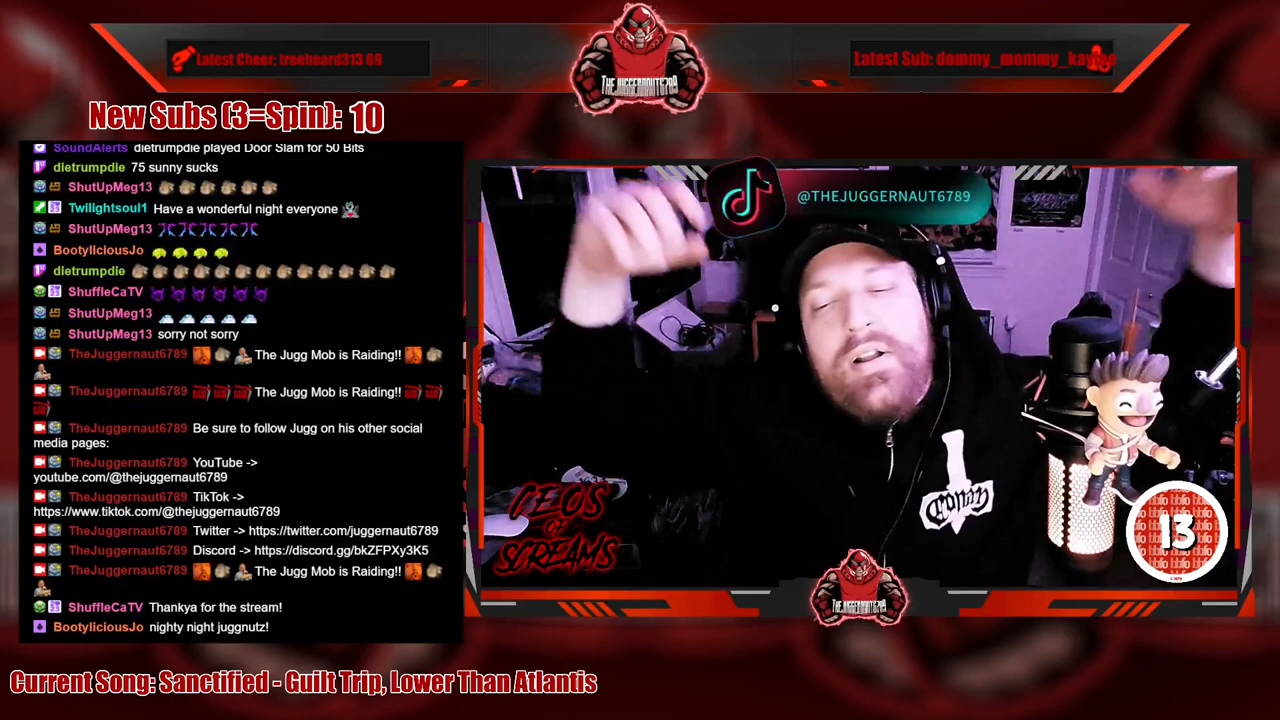 Latest Cheer: treebeard313 69
THEJUGGERNAUT6789
Latest Sub: dommy_mommy_kaylee
New Subs (3=Spin): 10
SoundAlerts dietrumpdie played Door Slam for 50 Bits
dietrumpdie 75 sunny sucks
ShutUpMeg13
Twilightsoul1 Have a wonderful night everyone
ShutUpMeg13
BootyliciousJo
dietrumpdie
ShuffleCaTV
ShutUpMeg13
ShutUpMeg13 sorry not sorry
TheJuggernaut6789 The Jugg Mob is Raiding!!
TheJuggernaut6789 The Jugg Mob is Raiding!!
TheJuggernaut6789 Be sure to follow Jugg on his other social
media pages:
TheJuggernaut6789 YouTube ->
youtube.com/@thejuggernaut6789
TheJuggernaut6789 TikTok ->
https://www.tiktok.com/@thejuggernaut6789
TheJuggernaut6789 Twitter -> https://twitter.com/juggernaut6789
TheJuggernaut6789 Discord -> https://discord.gg/bkZFPXy3K5
TheJuggernaut6789 The Jugg Mob is Raiding!!
ShuffleCaTV Thankya for the stream!
BootyliciousJo nighty night juggnutz!
@THEJUGGERNAUT6789
CEOS
OF
SCREAMS
13
THEJUGGERNAUT6789
Current Song: Sanctified - Guilt Trip, Lower Than Atlantis